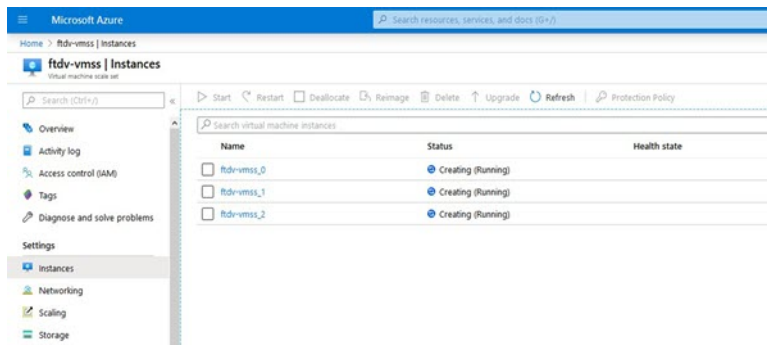 Microsoft Azure
Search resources, services, and docs (G+/)
Home > ftdv-vmss | Instances
ftdv-vmss | Instances
Virtual machine scale set
Search (Ctrl+/)
«
Start Restart Deallocate Reimage Delete Upgrade Refresh Protection Policy
Overview
Activity log
Access control (IAM)
Tags
Diagnose and solve problems
Settings
Instances
Networking
Scaling
Storage
Search virtual machine instances
Name Status Health state
ftdv-vmss_0 Creating (Running)
ftdv-vmss_1 Creating (Running)
ftdv-vmss_2 Creating (Running)